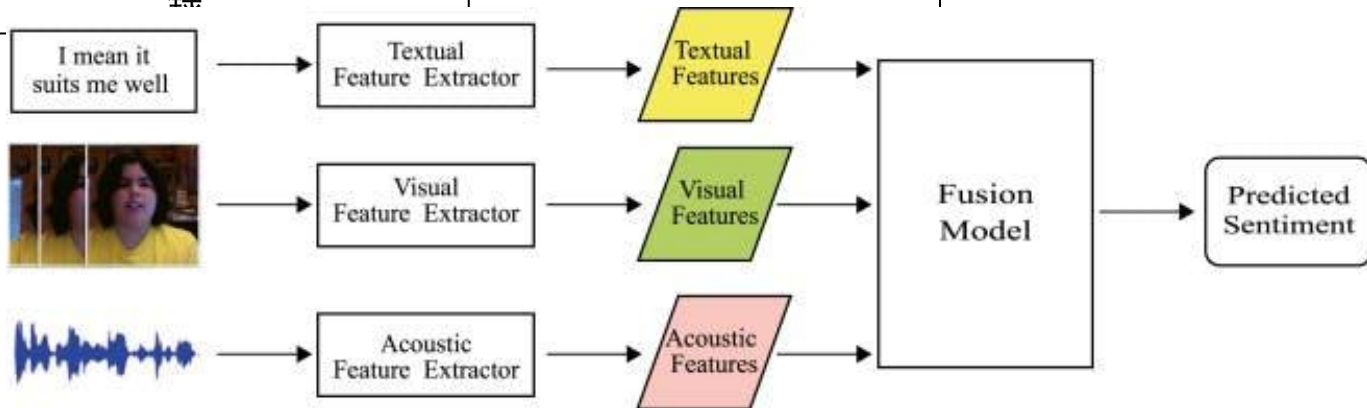 I mean it
suits me well
Textual
Feature Extractor
Textual
Features
Visual
Feature Extractor
Visual
Features
Acoustic
Feature Extractor
Acoustic
Features
Fusion
Model
Predicted
Sentiment